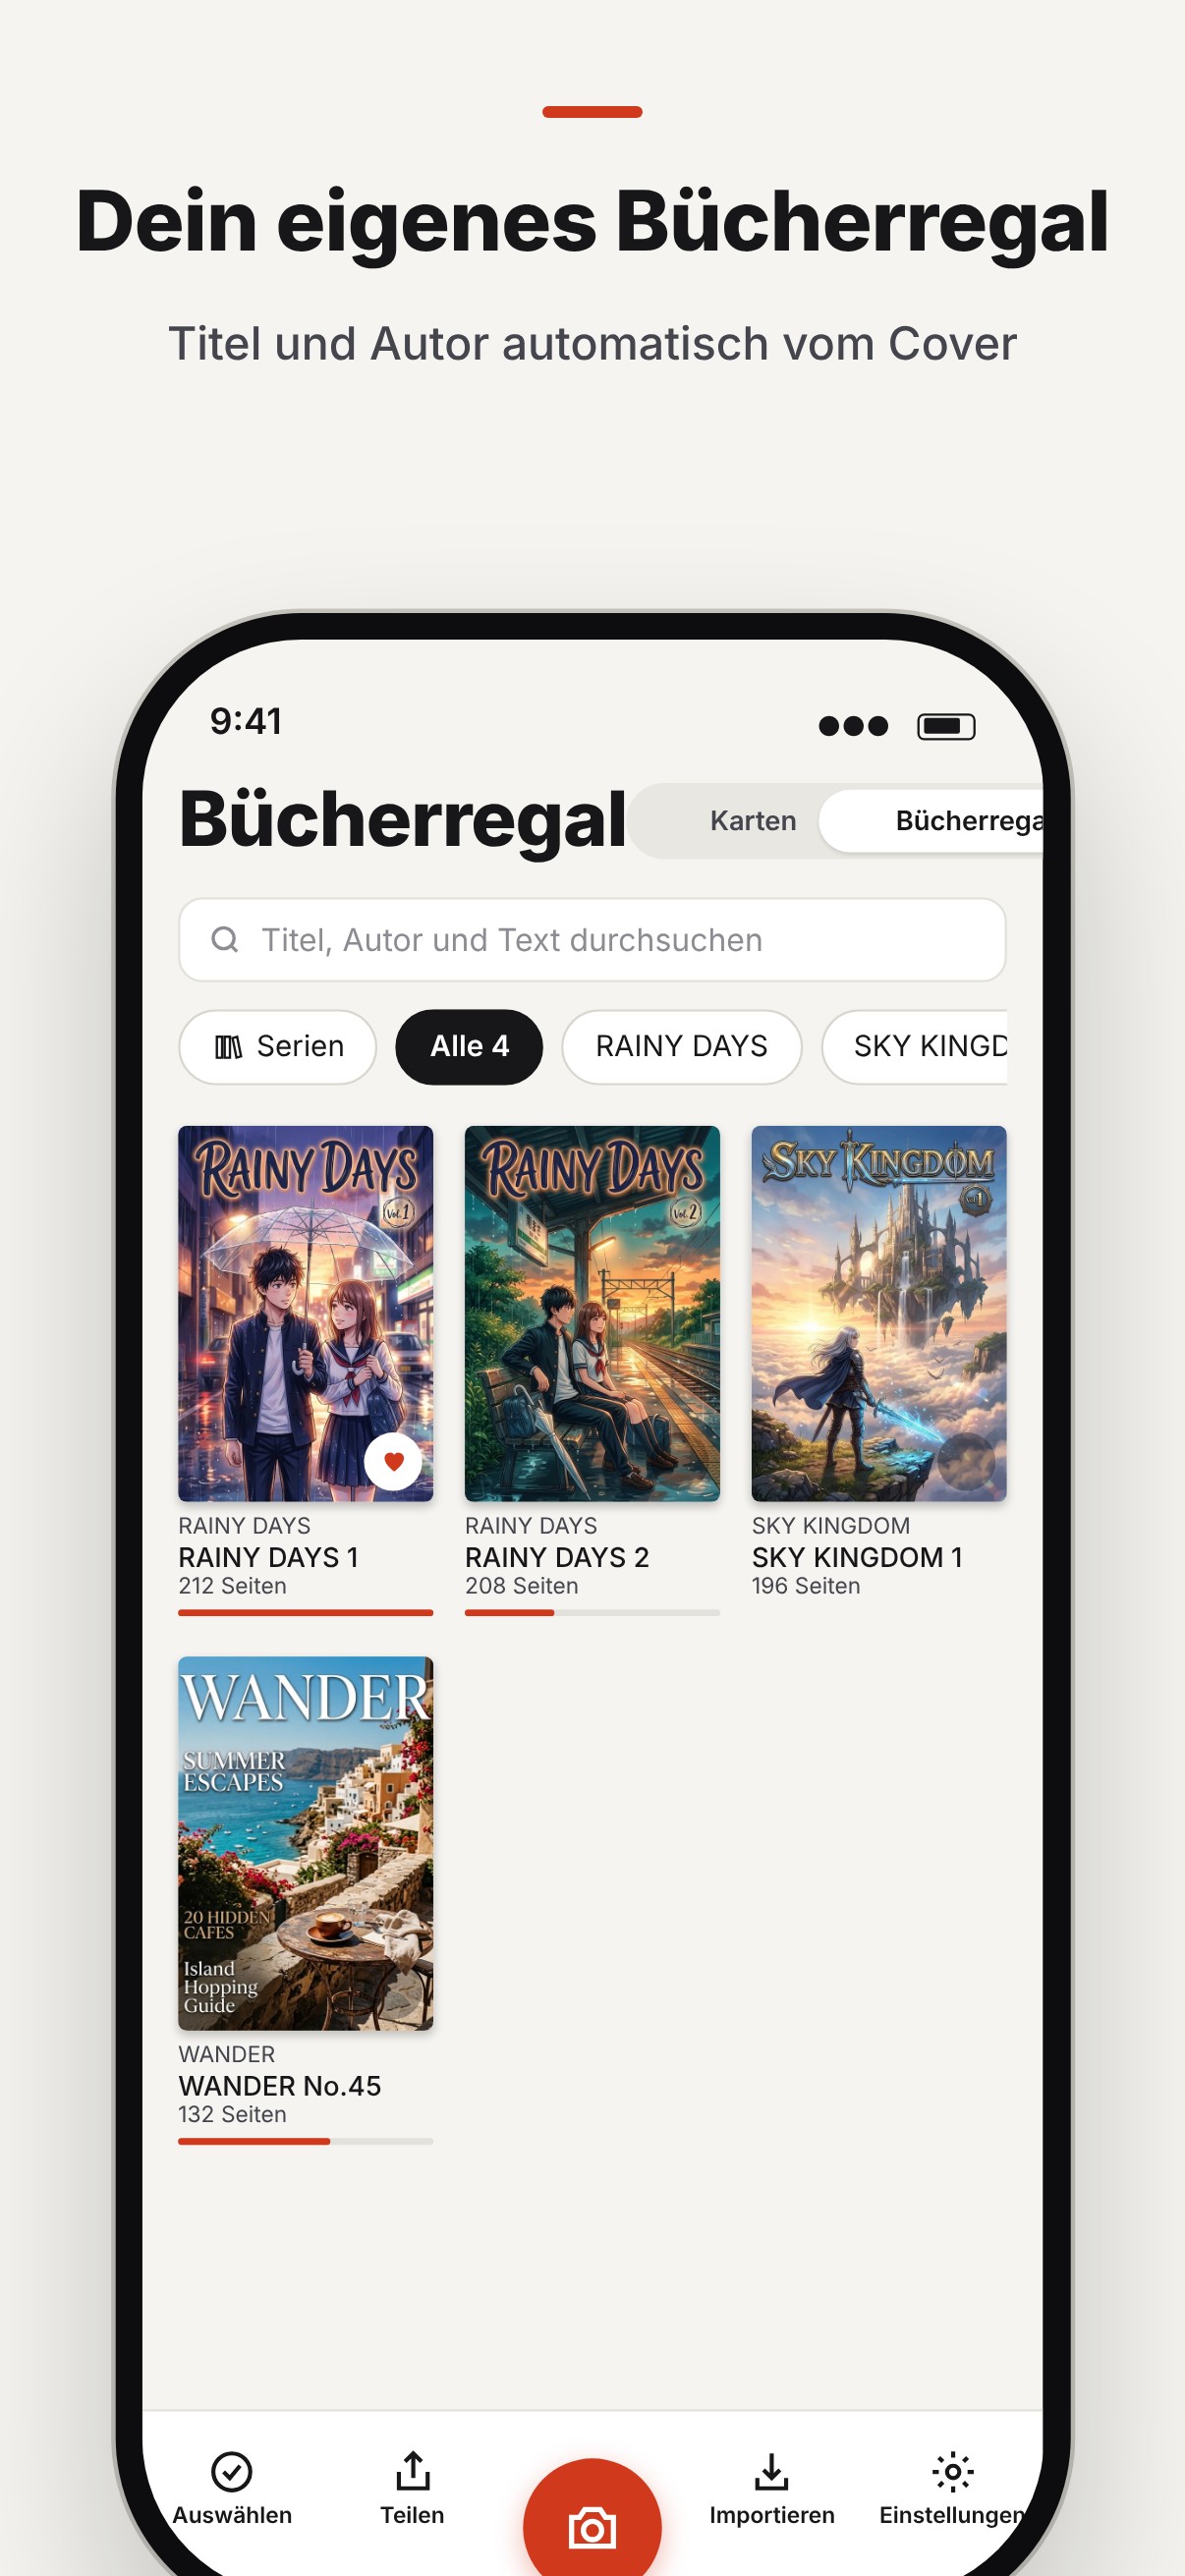 Dein eigenes Bücherregal
Titel und Autor automatisch vom Cover
9:41
Bücherregal
Karten
Bücherrega
Titel, Autor und Text durchsuchen
Serien
Alle 4
RAINY DAYS
SKY KINGD
RAINY DAYS
Vol.1
RAINY DAYS
Vol.2
SKY KINGDOM
RAINY DAYS
RAINY DAYS 1
212 Seiten
RAINY DAYS
RAINY DAYS 2
208 Seiten
SKY KINGDOM
SKY KINGDOM 1
196 Seiten
WANDER
SUMMER
ESCAPES
20 HIDDEN
CAFES
Island
Hopping
Guide
WANDER
WANDER No.45
132 Seiten
Auswählen
Teilen
Importieren
Einstellungen